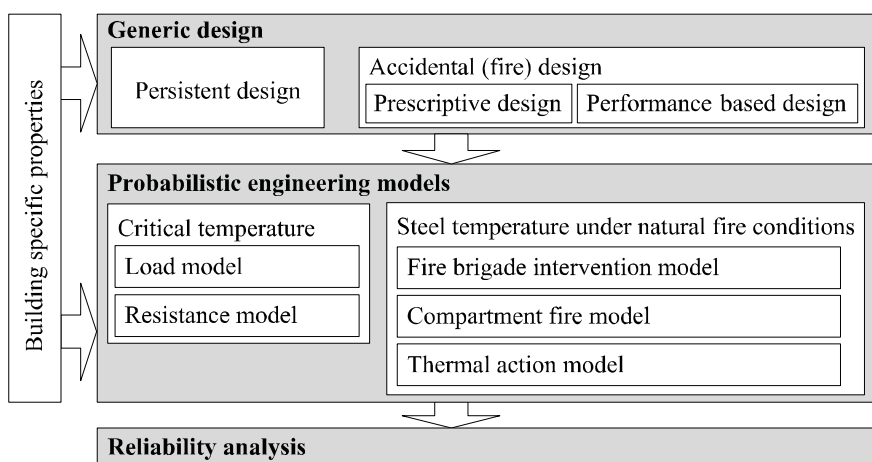 Building specific properties
Generic design
Persistent design
Accidental (fire) design
Prescriptive design
Performance based design
Probabilistic engineering models
Critical temperature
Load model
Resistance model
Steel temperature under natural fire conditions
Fire brigade intervention model
Compartment fire model
Thermal action model
Reliability analysis